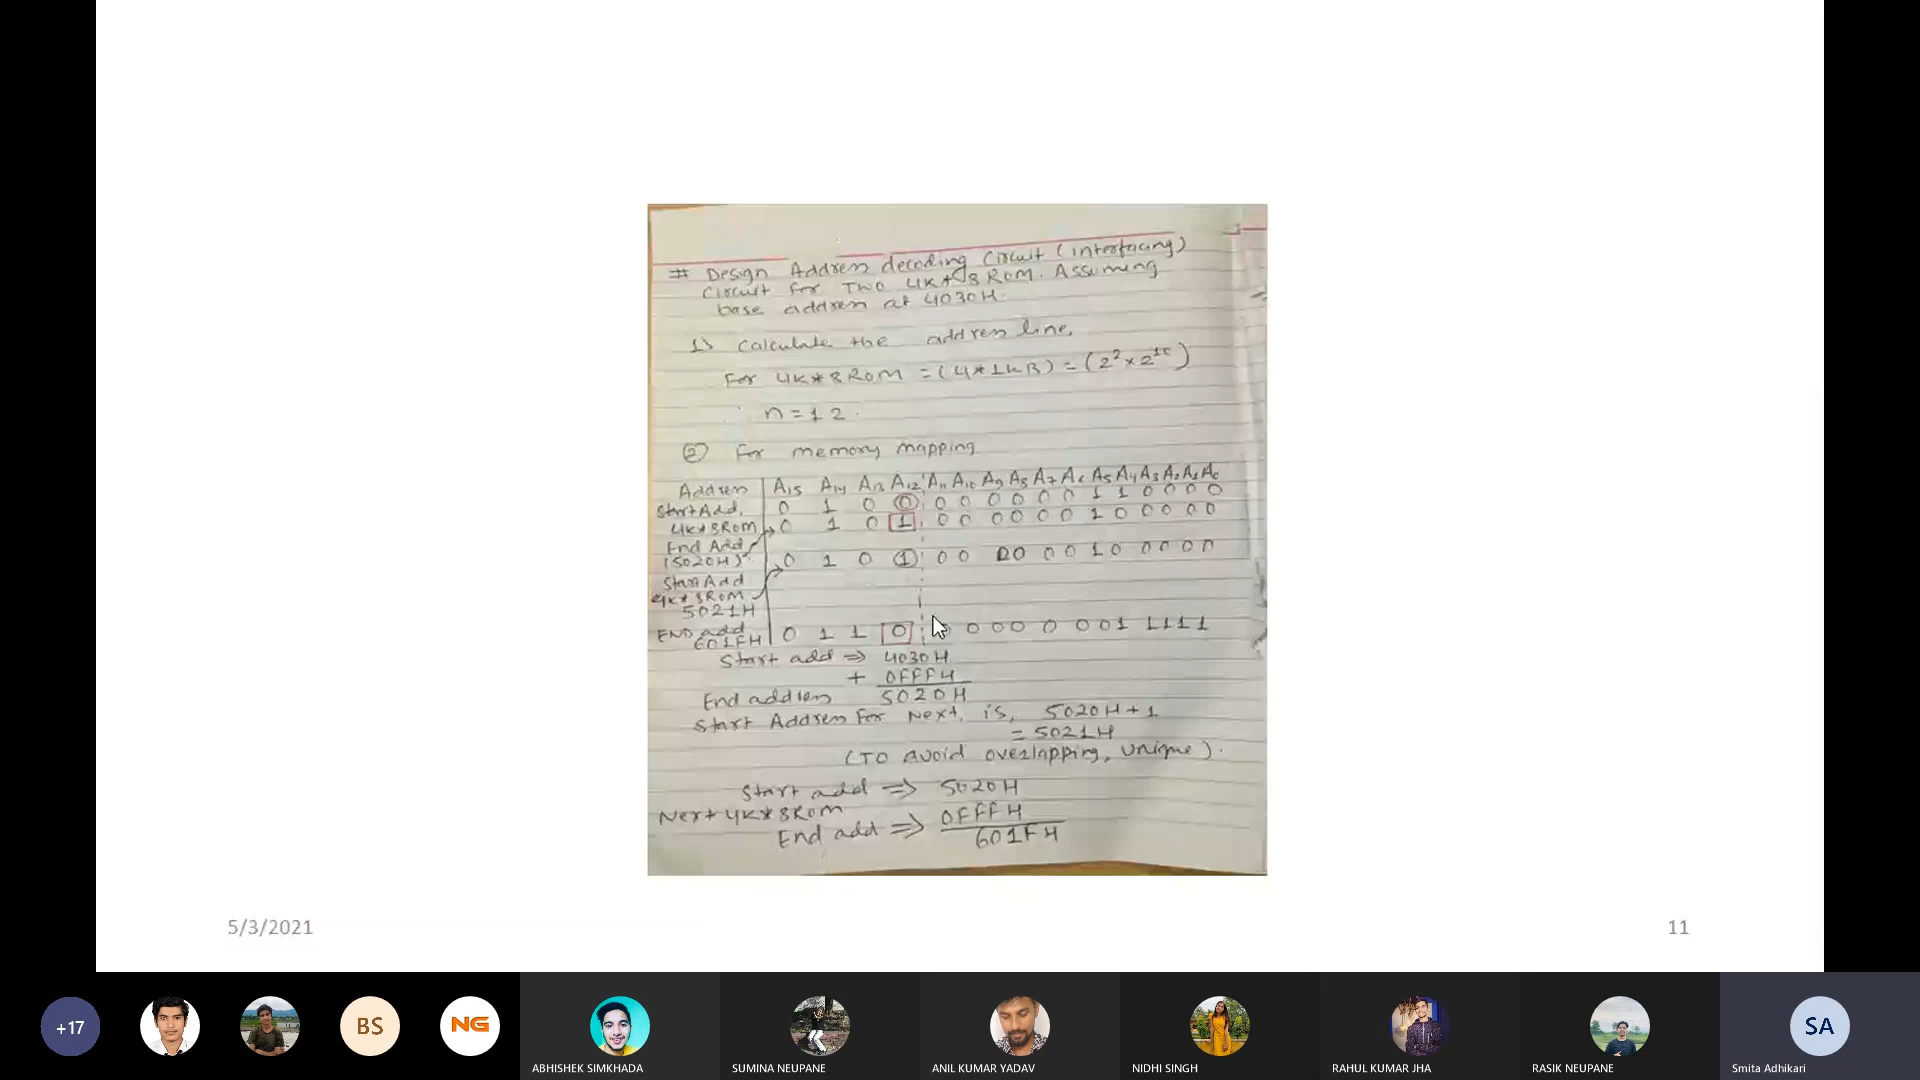 # Design Address decoding Circuit (interfacing)
Circuit for TWO 4K*8 ROM. Assuming
base address at 4030H.
1) Calculate the address line.
For 4K*8 ROM = (4*1KB) = (2² × 2¹⁰)
n = 12.
② For memory mapping
Address A15 A14 A13 A12 A11 A10 A9 A8 A7 A6 A5 A4 A3 A2 A1 A0
Start Add. 0 1 0 0 0 0 0 0 0 0 1 1 0 0 0 0
4K*8ROM
End Add 0 1 0 1 0 0 0 0 0 0 1 0 0 0 0 0
(5020H)
Start Add 0 1 0 1 0 0 0 0 0 0 1 0 0 0 0 0
4K*8ROM
5021H
END add 0 1 1 0 0 0 0 0 0 0 1 1 1 1 1
601FH
Start add ⇒ 4030H
+ 0FFFH
End address 5020H
Start Address For Next, is, 5020H+1
= 5021H
(To avoid overlapping, unique).
Start add ⇒ 5020H
Next 4K*8ROM
0FFFH
End add ⇒ 601FH
5/3/2021
11
+17
BS
NG
ABHISHEK SIMKHADA
SUMINA NEUPANE
ANIL KUMAR YADAV
NIDHI SINGH
RAHUL KUMAR JHA
RASIK NEUPANE
SA
Smita Adhikari